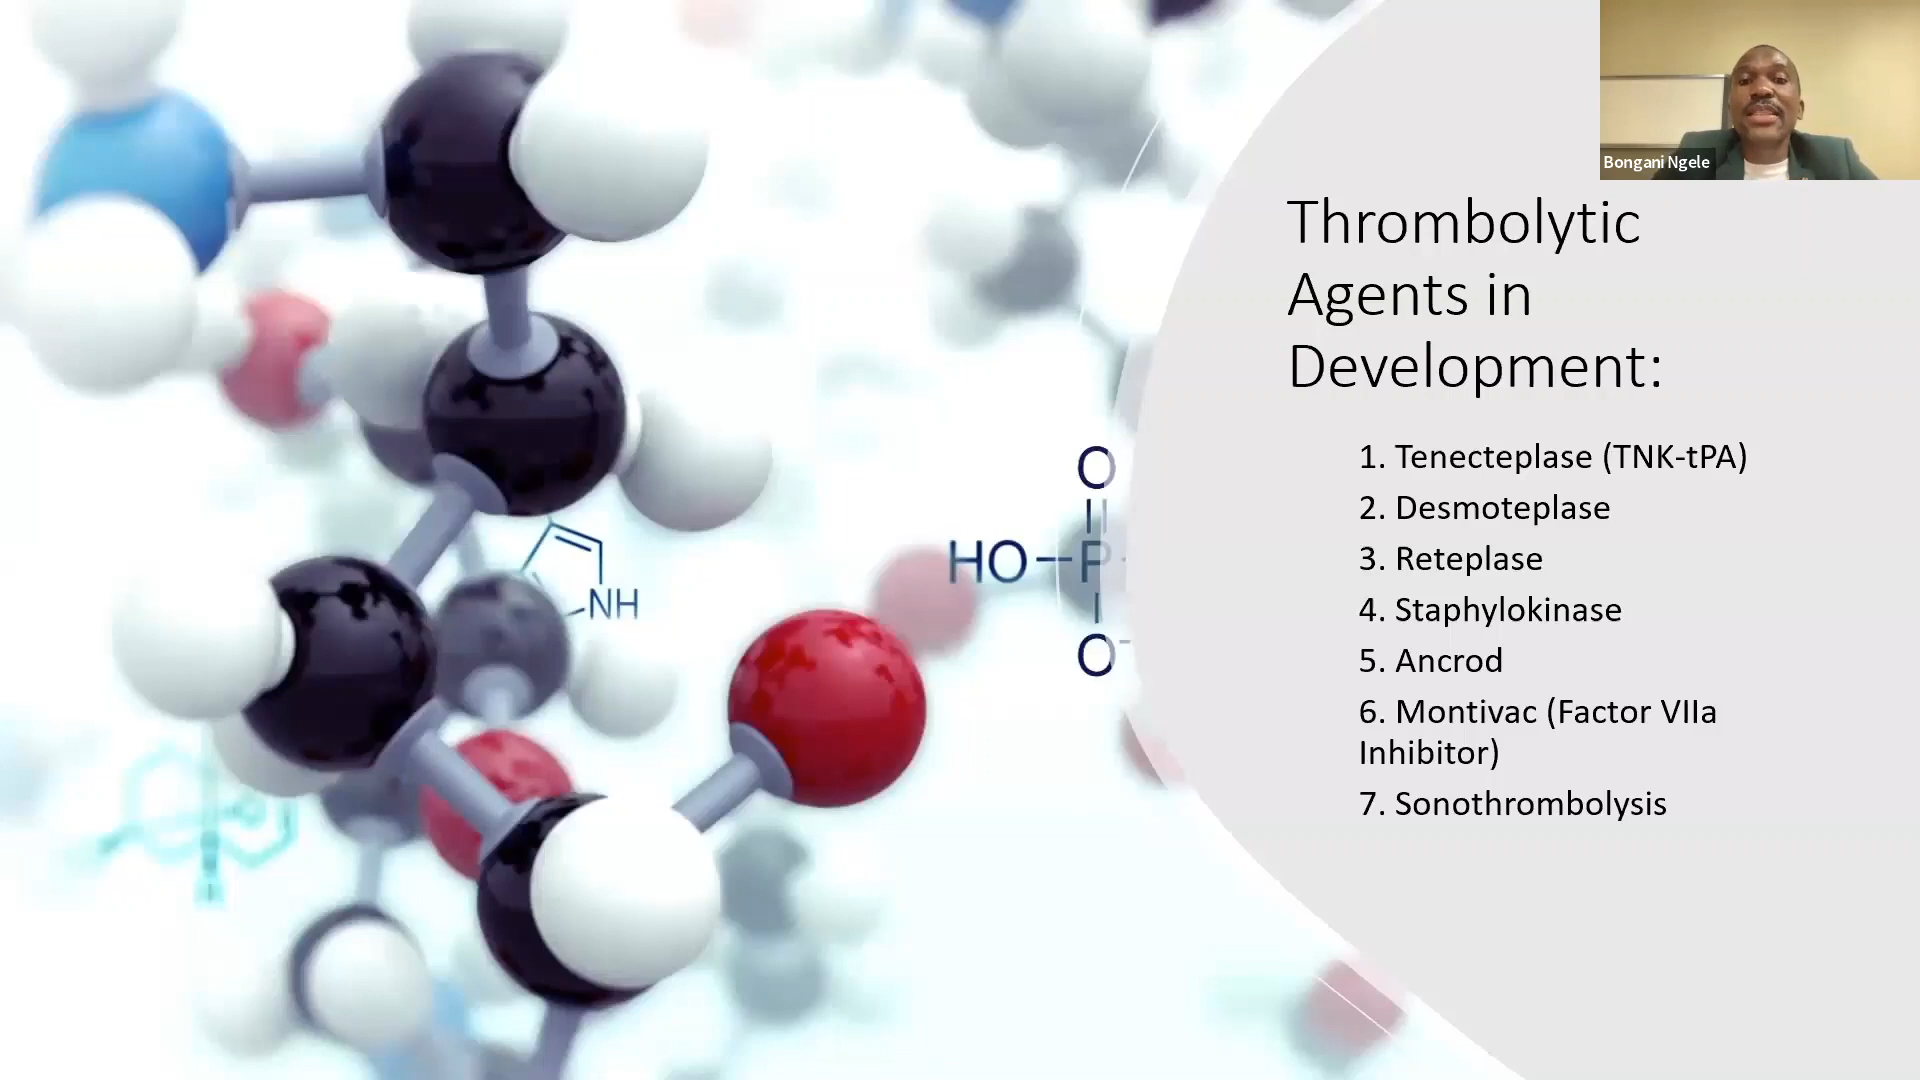 Bongani Ngele
Thrombolytic
Agents in
Development:
1. Tenecteplase (TNK-tPA)
2. Desmoteplase
3. Reteplase
4. Staphylokinase
5. Ancrod
6. Montivac (Factor VIIa
Inhibitor)
7. Sonothrombolysis
O
HO P
O-
NH